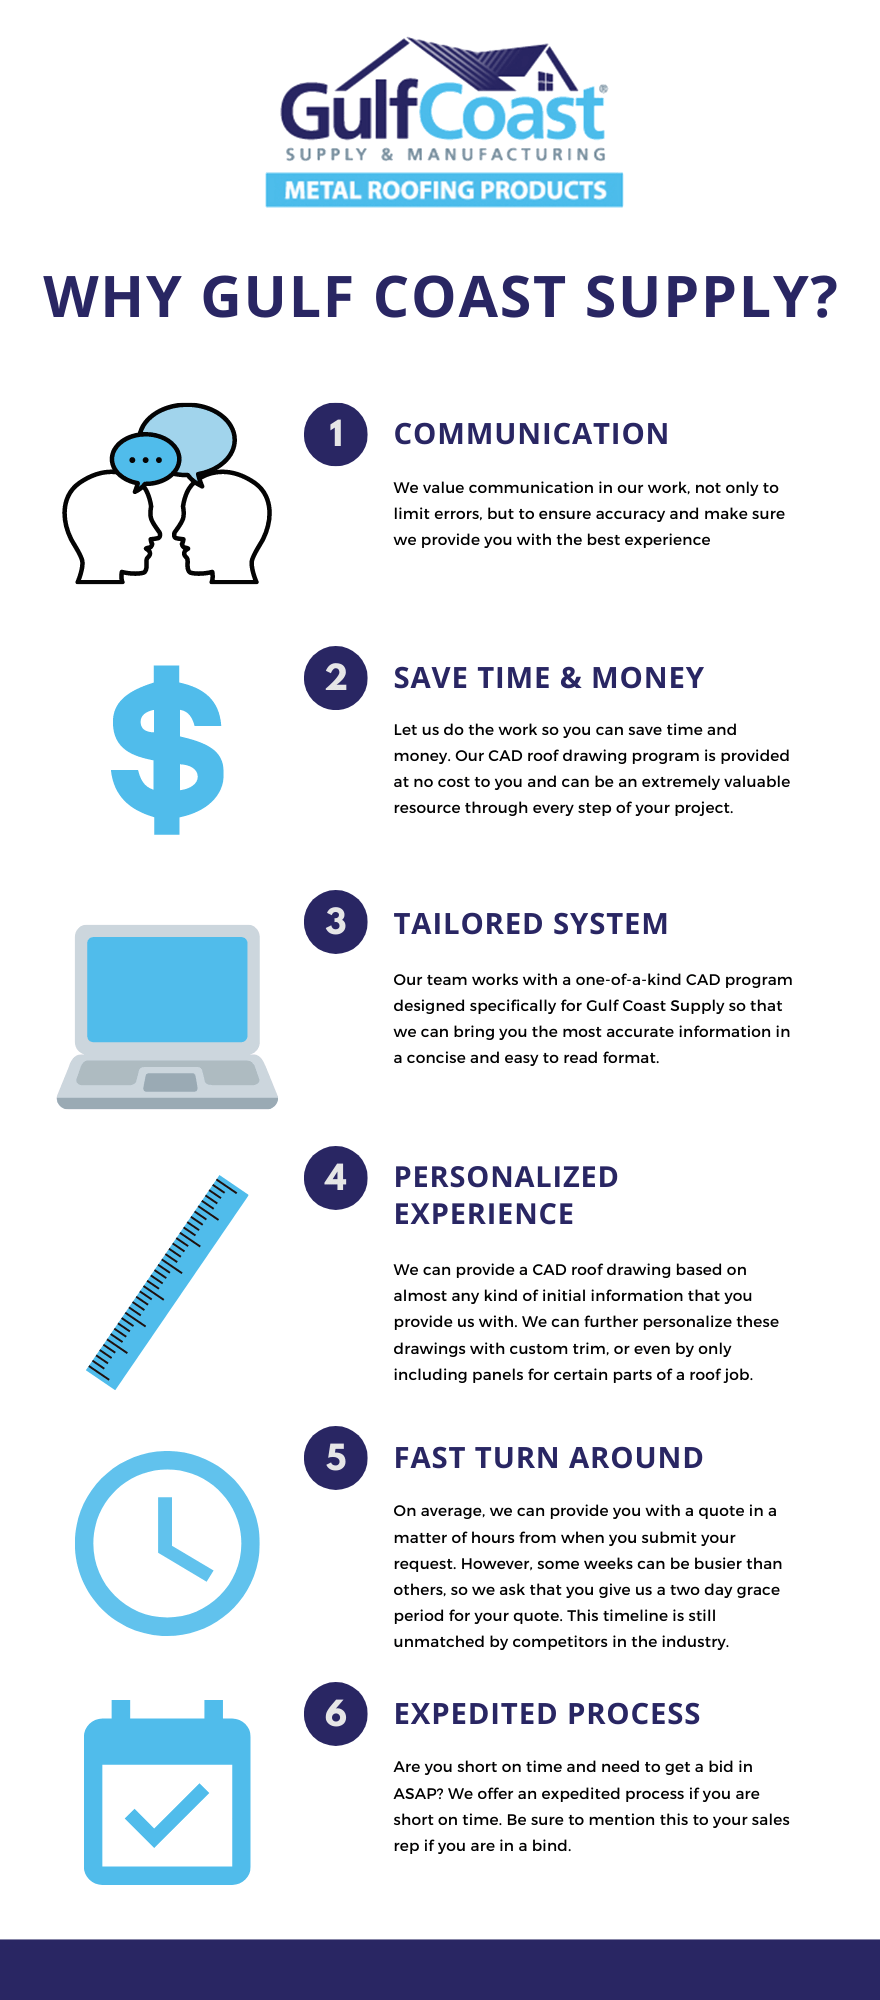 GulfCoast®
SUPPLY & MANUFACTURING
METAL ROOFING PRODUCTS
WHY GULF COAST SUPPLY?
1
COMMUNICATION
We value communication in our work, not only to
limit errors, but to ensure accuracy and make sure
we provide you with the best experience
2
SAVE TIME & MONEY
Let us do the work so you can save time and
money. Our CAD roof drawing program is provided
at no cost to you and can be an extremely valuable
resource through every step of your project.
3
TAILORED SYSTEM
Our team works with a one-of-a-kind CAD program
designed specifically for Gulf Coast Supply so that
we can bring you the most accurate information in
a concise and easy to read format.
4
PERSONALIZED
EXPERIENCE
We can provide a CAD roof drawing based on
almost any kind of initial information that you
provide us with. We can further personalize these
drawings with custom trim, or even by only
including panels for certain parts of a roof job.
5
FAST TURN AROUND
On average, we can provide you with a quote in a
matter of hours from when you submit your
request. However, some weeks can be busier than
others, so we ask that you give us a two day grace
period for your quote. This timeline is still
unmatched by competitors in the industry.
6
EXPEDITED PROCESS
Are you short on time and need to get a bid in
ASAP? We offer an expedited process if you are
short on time. Be sure to mention this to your sales
rep if you are in a bind.